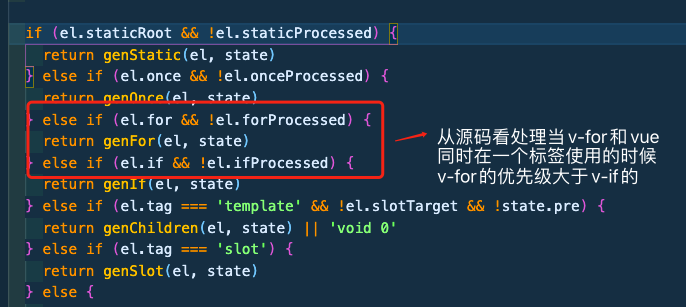 if (el.staticRoot && !el.staticProcessed) {
return genStatic(el, state)
} else if (el.once && !el.onceProcessed) {
return genOnce(el, state)
} else if (el.for && !el.forProcessed) {
return genFor(el, state)
} else if (el.if && !el.ifProcessed) {
return genIf(el, state)
} else if (el.tag === 'template' && !el.slotTarget && !state.pre) {
return genChildren(el, state) || 'void 0'
} else if (el.tag === 'slot') {
return genSlot(el, state)
} else {
从源码看处理当v-for和vue
同时在一个标签使用的时候
v-for的优先级大于v-if的